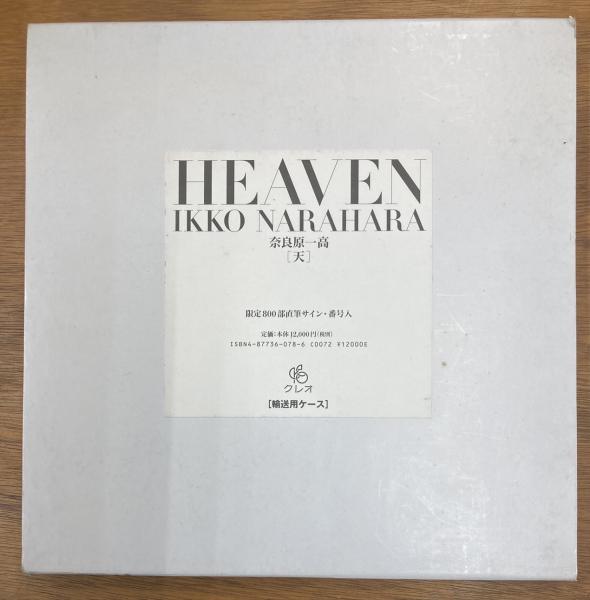 HEAVEN
IKKO NARAHARA
奈良原一高
［天］
限定800部直筆サイン・番号入
定価：本体12,000円（税別）
ISBN4-87736-078-6 C0072 ¥12000E
クレオ
［輸送用ケース］